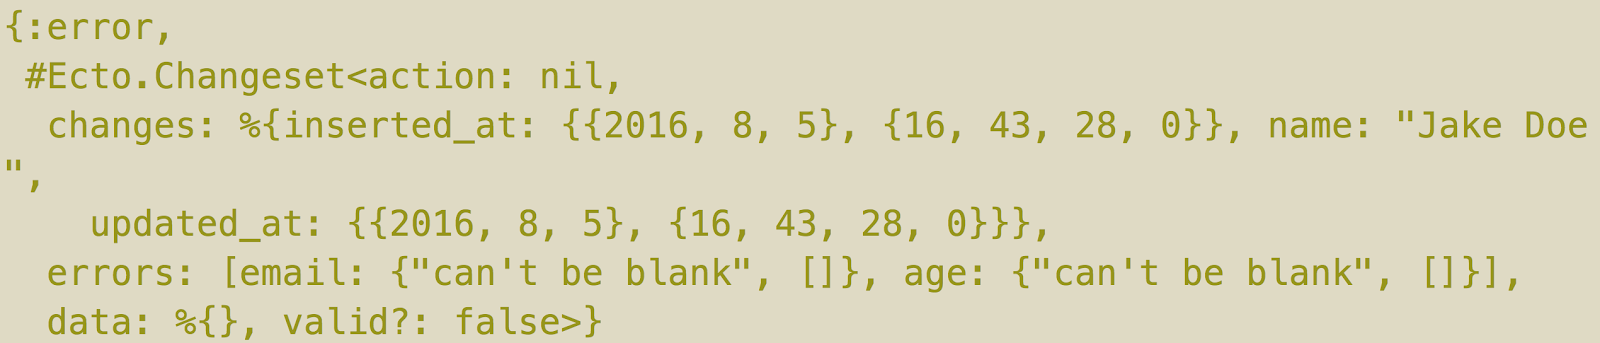 {:error,
 #Ecto.Changeset<action: nil,
  changes: %{inserted_at: {{2016, 8, 5}, {16, 43, 28, 0}}, name: "Jake Doe
",
    updated_at: {{2016, 8, 5}, {16, 43, 28, 0}}},
  errors: [email: {"can't be blank", []}, age: {"can't be blank", []}],
  data: %{}, valid?: false>}